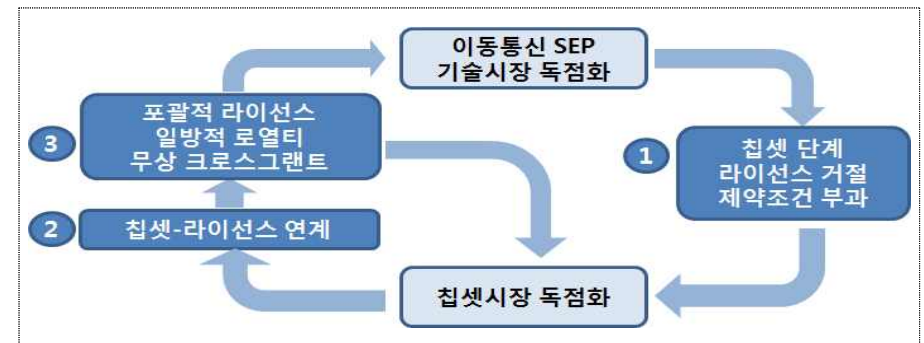 이동통신 SEP
기술시장 독점화
3
포괄적 라이선스
일방적 로열티
무상 크로스그랜트
1
칩셋 단계
라이선스 거절
제약조건 부과
2
칩셋-라이선스 연계
칩셋시장 독점화